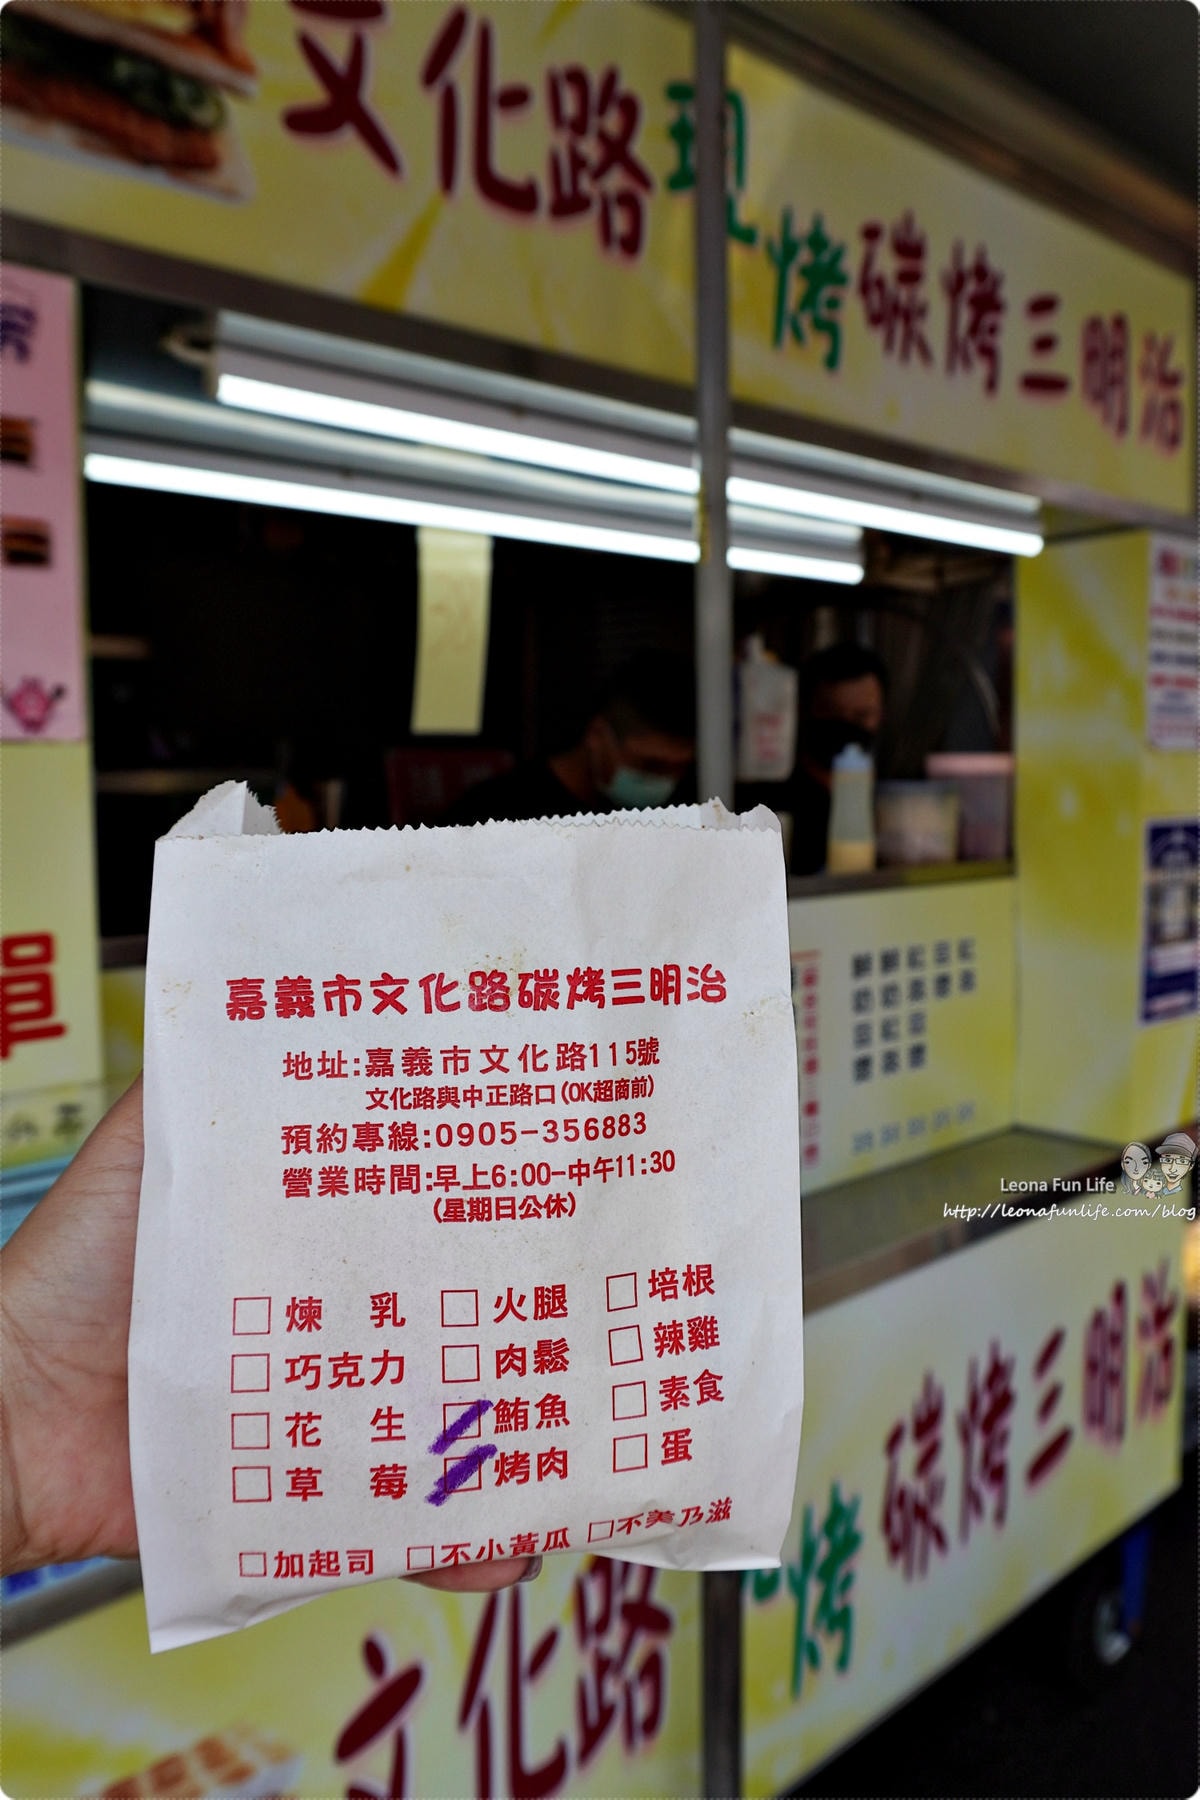 文化路現烤碳烤三明治
單
嘉義市文化路碳烤三明治
地址:嘉義市文化路115號
文化路與中正路口(OK超商前)
預約專線:0905-356883
營業時間:早上6:00-中午11:30
(星期日公休)
□煉乳 □火腿 □培根
□巧克力 □肉鬆 □辣雞
□花生 □鮪魚 □素食
□草莓 □烤肉 □蛋
□加起司 □不小黃瓜 □不美乃滋
Leona Fun Life
http://leonafunlife.com/blog
文化路現烤碳烤三明治